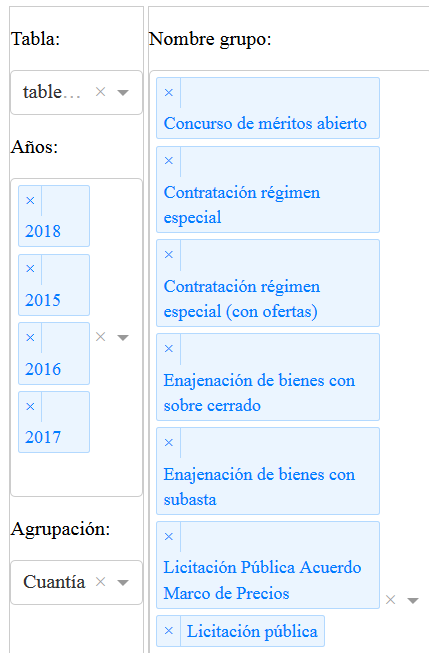 Tabla:
table…
Años:
× 2018
× 2015
× 2016
× 2017
Agrupación:
Cuantía
Nombre grupo:
× Concurso de méritos abierto
× Contratación régimen
especial
× Contratación régimen
especial (con ofertas)
× Enajenación de bienes con
sobre cerrado
× Enajenación de bienes con
subasta
× Licitación Pública Acuerdo
Marco de Precios
× Licitación pública